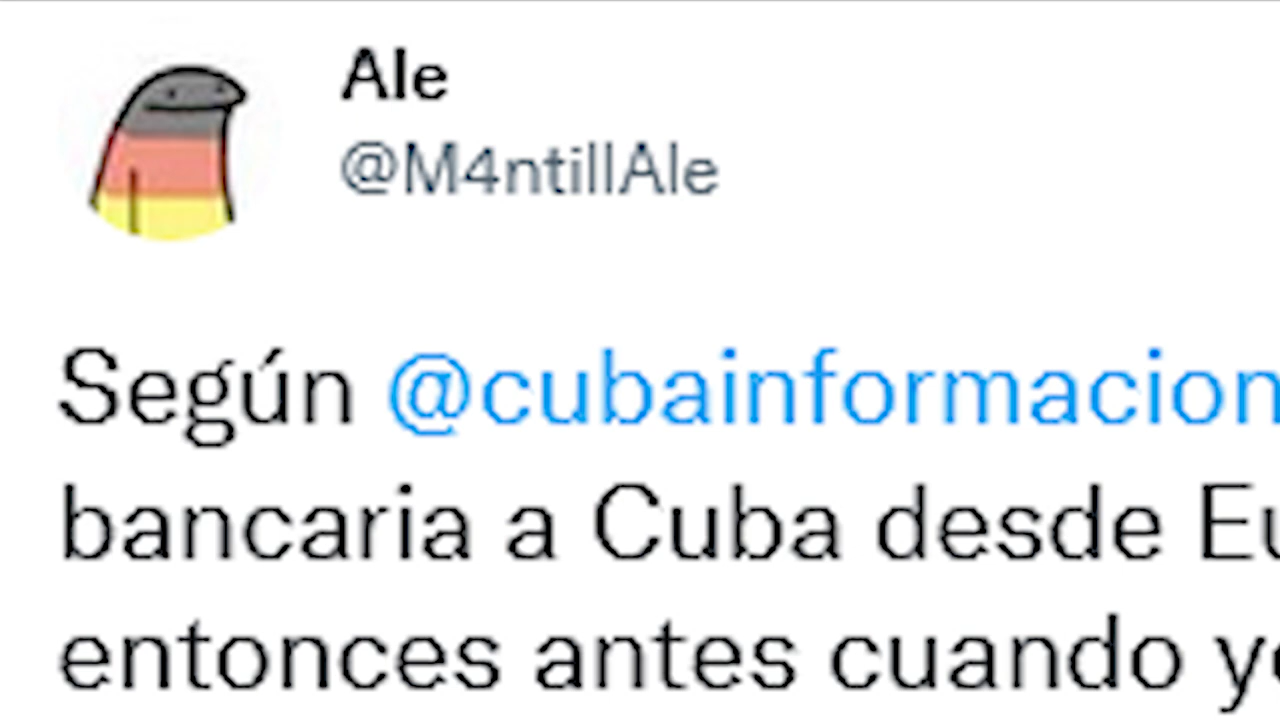 Ale
@M4ntillAle
Según @cubainformacion
bancaria a Cuba desde
entonces antes cuando